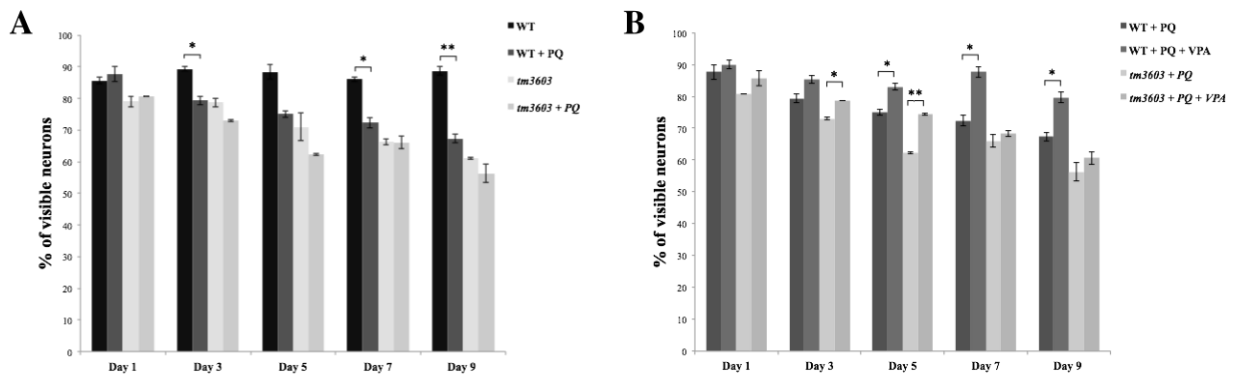 A
% of visible neurons
100
90
80
70
60
50
40
30
20
10
0
* * **
Day 1 Day 3 Day 5 Day 7 Day 9
WT
WT + PQ
tm3603
tm3603 + PQ
B
% of visible neurons
100
90
80
70
60
50
40
30
20
10
0
* * ** * *
Day 1 Day 3 Day 5 Day 7 Day 9
WT + PQ
WT + PQ + VPA
tm3603 + PQ
tm3603 + PQ + VPA